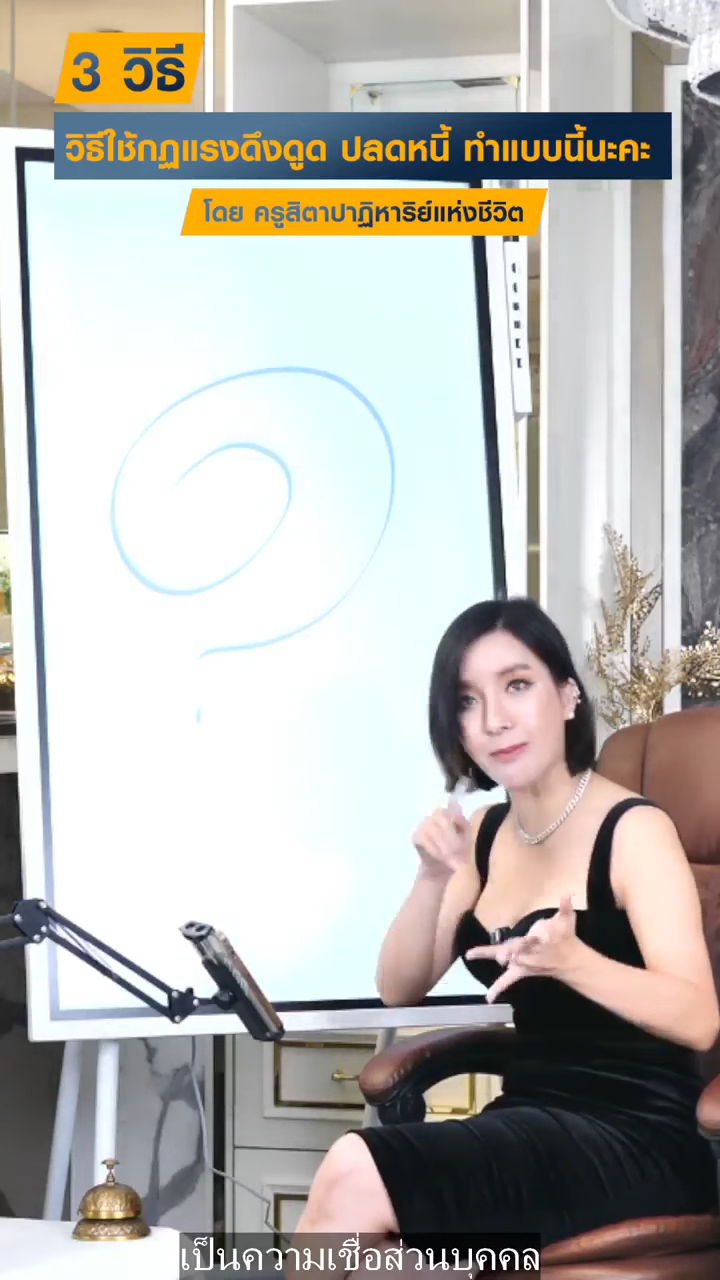 3 วิธี
วิธีใช้กฏแรงดึงดูด ปลดหนี้ ทำแบบนี้นะคะ
โดย ครูสิตาปาฏิหาริย์แห่งชีวิต
เป็นความเชื่อส่วนบุคคล